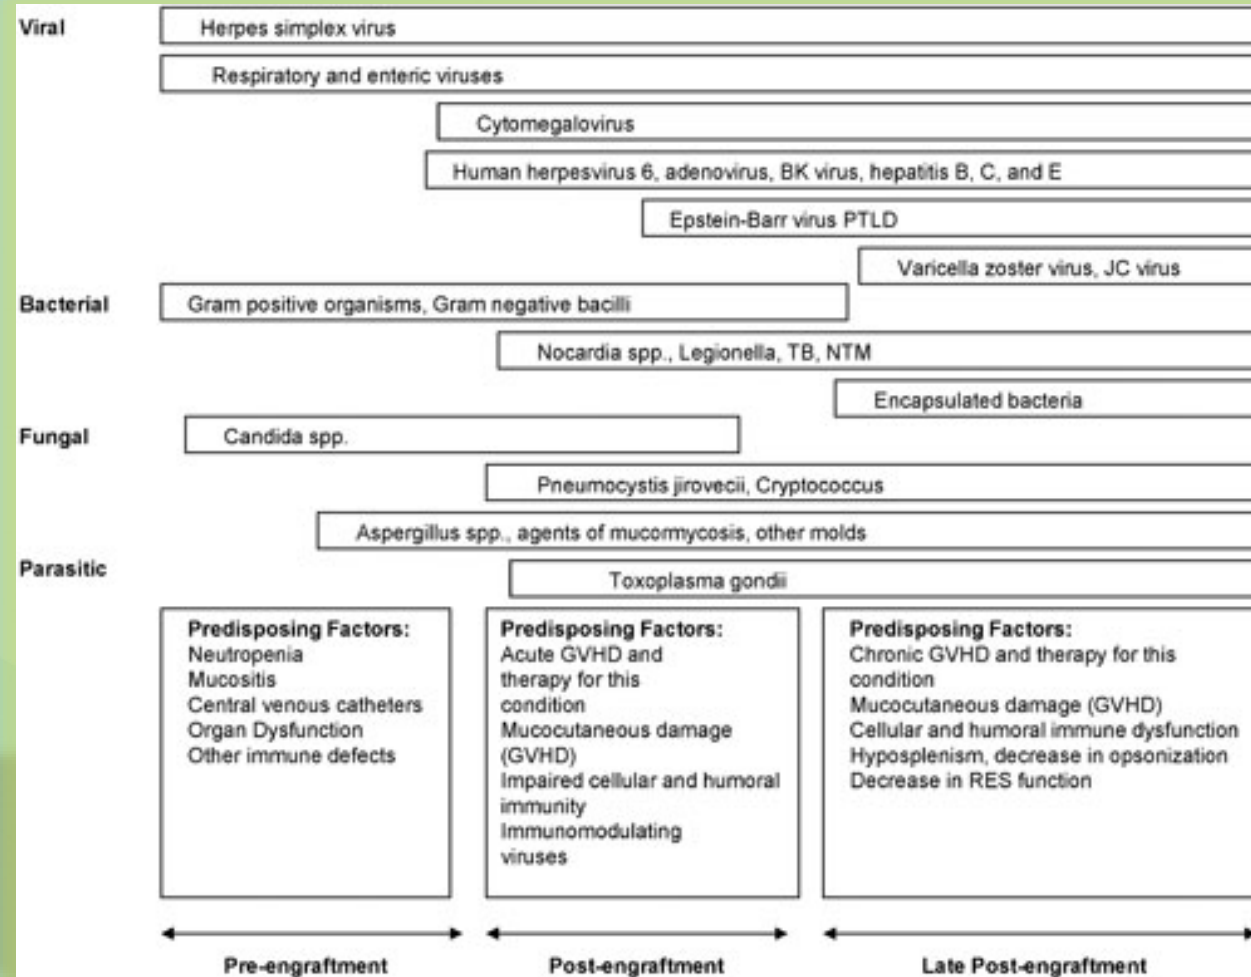 Viral
Herpes simplex virus
Respiratory and enteric viruses
Cytomegalovirus
Human herpesvirus 6, adenovirus, BK virus, hepatitis B, C, and E
Epstein-Barr virus PTLD
Varicella zoster virus, JC virus
Bacterial
Gram positive organisms, Gram negative bacilli
Nocardia spp., Legionella, TB, NTM
Encapsulated bacteria
Fungal
Candida spp.
Pneumocystis jirovecii, Cryptococcus
Aspergillus spp., agents of mucormycosis, other molds
Parasitic
Toxoplasma gondii
Predisposing Factors:
Neutropenia
Mucositis
Central venous catheters
Organ Dysfunction
Other immune defects
Predisposing Factors:
Acute GVHD and
therapy for this
condition
Mucocutaneous damage
(GVHD)
Impaired cellular and humoral
immunity
Immunomodulating
viruses
Predisposing Factors:
Chronic GVHD and therapy for this
condition
Mucocutaneous damage (GVHD)
Cellular and humoral immune dysfunction
Hyposplenism, decrease in opsonization
Decrease in RES function
Pre-engraftment
Post-engraftment
Late Post-engraftment